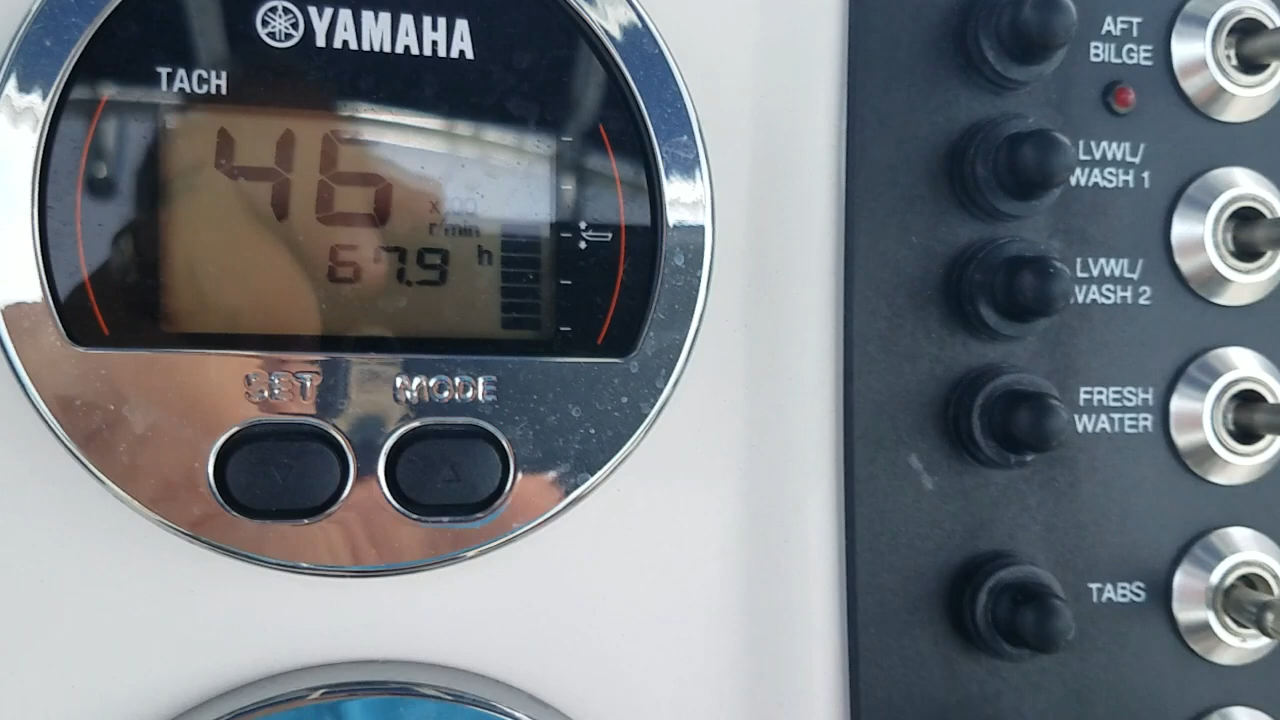 YAMAHA
TACH
46
x100
r/min
67.9 h
SET
MODE
AFT
BILGE
LVWL/
WASH 1
LVWL/
WASH 2
FRESH
WATER
TABS